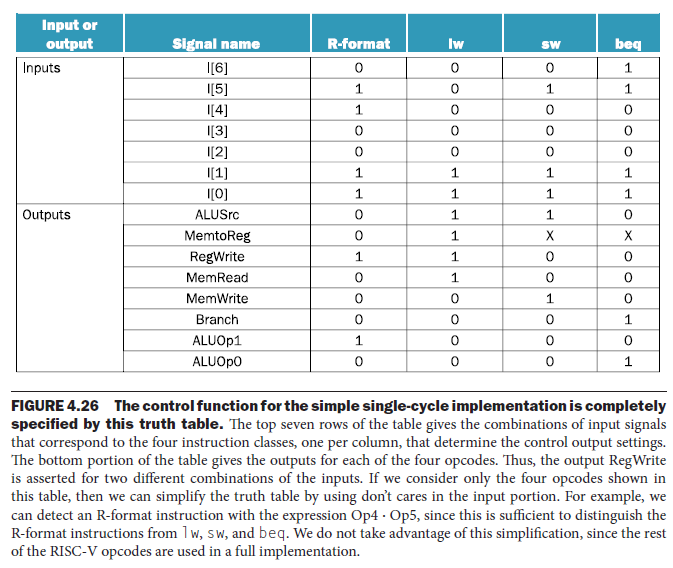 Input or output Signal name R-format lw sw beq
Inputs I[6] 0 0 0 1
I[5] 1 0 1 1
I[4] 1 0 0 0
I[3] 0 0 0 0
I[2] 0 0 0 0
I[1] 1 1 1 1
I[0] 1 1 1 1
Outputs ALUSrc 0 1 1 0
MemtoReg 0 1 X X
RegWrite 1 1 0 0
MemRead 0 1 0 0
MemWrite 0 0 1 0
Branch 0 0 0 1
ALUOp1 1 0 0 0
ALUOp0 0 0 0 1
FIGURE 4.26 The control function for the simple single-cycle implementation is completely
specified by this truth table. The top seven rows of the table gives the combinations of input signals
that correspond to the four instruction classes, one per column, that determine the control output settings.
The bottom portion of the table gives the outputs for each of the four opcodes. Thus, the output RegWrite
is asserted for two different combinations of the inputs. If we consider only the four opcodes shown in
this table, then we can simplify the truth table by using don’t cares in the input portion. For example, we
can detect an R-format instruction with the expression Op4 · Op5, since this is sufficient to distinguish the
R-format instructions from lw, sw, and beq. We do not take advantage of this simplification, since the rest
of the RISC-V opcodes are used in a full implementation.